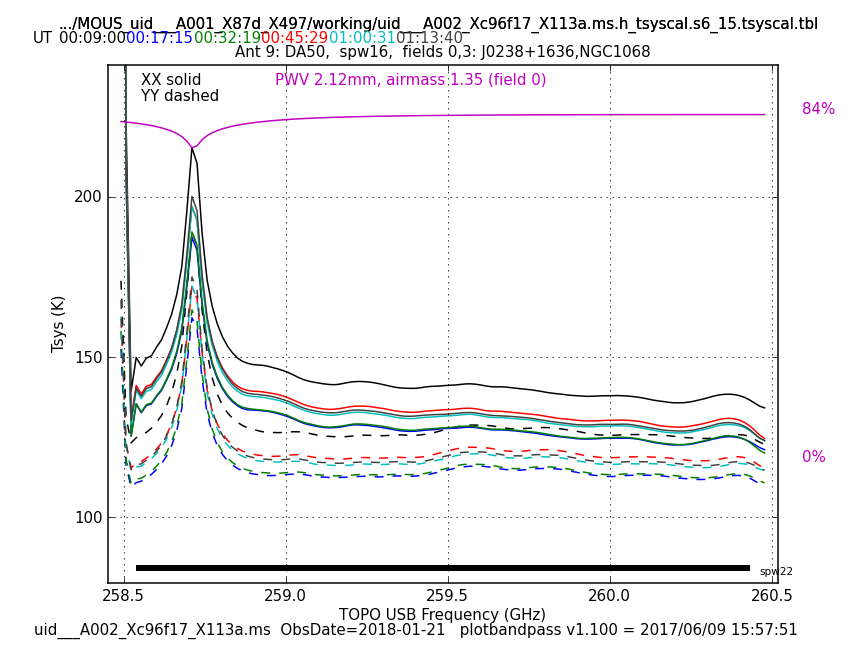 .../MOUS_uid___A001_X87d_X497/working/uid___A002_Xc96f17_X113a.ms.h_tsyscal.s6_15.tsyscal.tbl
UT 00:09:00 00:17:15 00:32:19 00:45:29 01:00:31 01:13:40
Ant 9: DA50,  spw16,  fields 0,3: J0238+1636,NGC1068
XX solid
PWV 2.12mm, airmass 1.35 (field 0)
YY dashed
84%
200
Tsys (K)
150
0%
100
spw22
258.5 259.0 259.5 260.0 260.5
TOPO USB Frequency (GHz)
uid___A002_Xc96f17_X113a.ms  ObsDate=2018-01-21   plotbandpass v1.100 = 2017/06/09 15:57:51